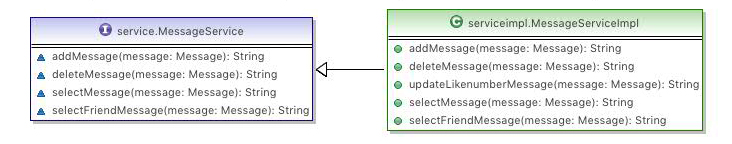 I service.MessageService
addMessage(message: Message): String
deleteMessage(message: Message): String
selectMessage(message: Message): String
selectFriendMessage(message: Message): String
C serviceimpl.MessageServiceImpl
addMessage(message: Message): String
deleteMessage(message: Message): String
updateLikenumberMessage(message: Message): String
selectMessage(message: Message): String
selectFriendMessage(message: Message): String